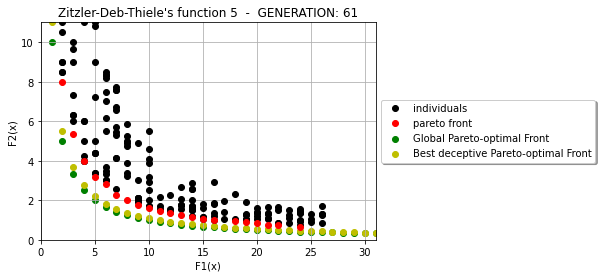 Zitzler-Deb-Thiele's function 5 - GENERATION: 61
10
8
6
4
2
0
F2(x)
0 5 10 15 20 25 30
F1(x)
individuals
pareto front
Global Pareto-optimal Front
Best deceptive Pareto-optimal Front